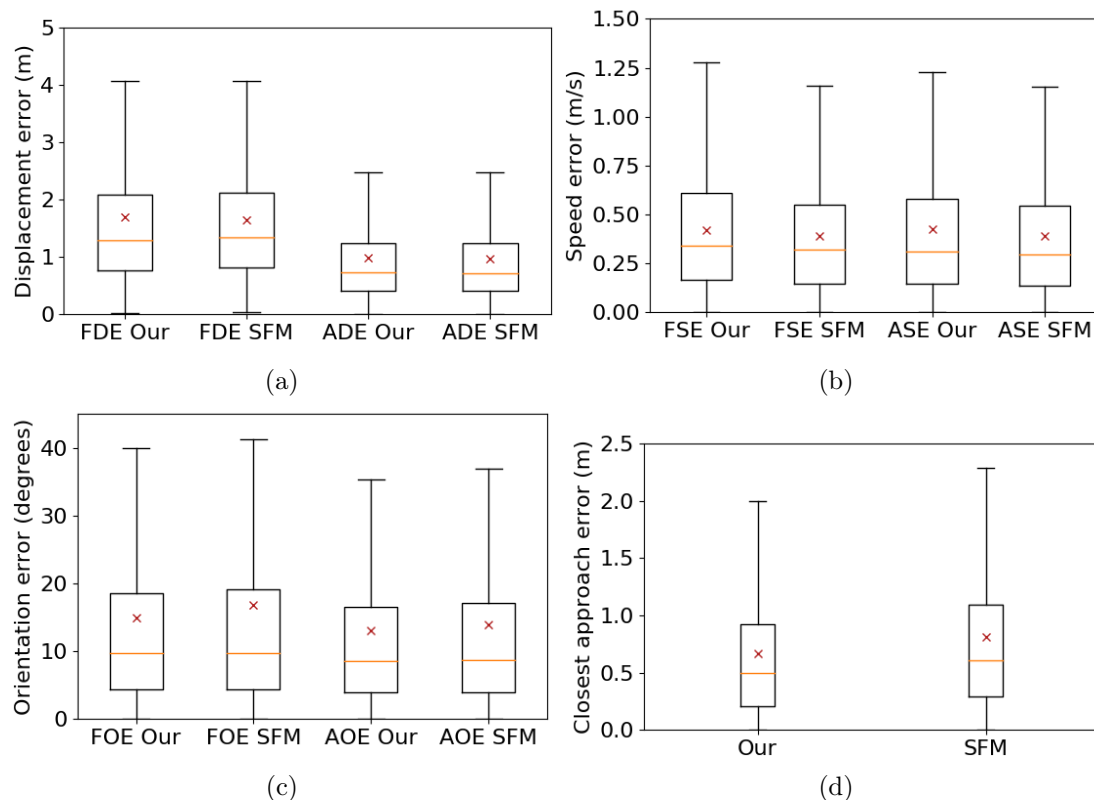 Displacement error (m)
5
4
3
2
1
0
FDE Our FDE SFM ADE Our ADE SFM
(a)
Speed error (m/s)
1.50
1.25
1.00
0.75
0.50
0.25
0.00
FSE Our FSE SFM ASE Our ASE SFM
(b)
Orientation error (degrees)
40
30
20
10
0
FOE Our FOE SFM AOE Our AOE SFM
(c)
Closest approach error (m)
2.5
2.0
1.5
1.0
0.5
0.0
Our SFM
(d)